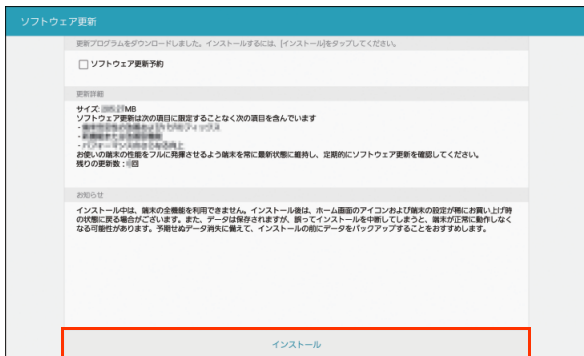 ソフトウェア更新
更新プログラムをダウンロードしました。インストールするには、[インストール]をタップしてください。
ソフトウェア更新予約
更新詳細
サイズ: MB
ソフトウェア更新は次の項目に限定することなく次の項目を含んでいます
-
-
-
お使いの端末の性能をフルに発揮させるよう端末を常に最新状態に維持し、定期的にソフトウェア更新を確認してください。
残りの更新数 : 回
お知らせ
インストール中は、端末の全機能を利用できません。インストール後は、ホーム画面のアイコンおよび端末の設定が稀にお買い上げ時
の状態に戻る場合がございます。また、データは保存されますが、誤ってインストールを中断してしまうと、端末が正常に動作しなく
なる可能性があります。予期せぬデータ消失に備えて、インストールの前にデータをバックアップすることをおすすめします。
インストール